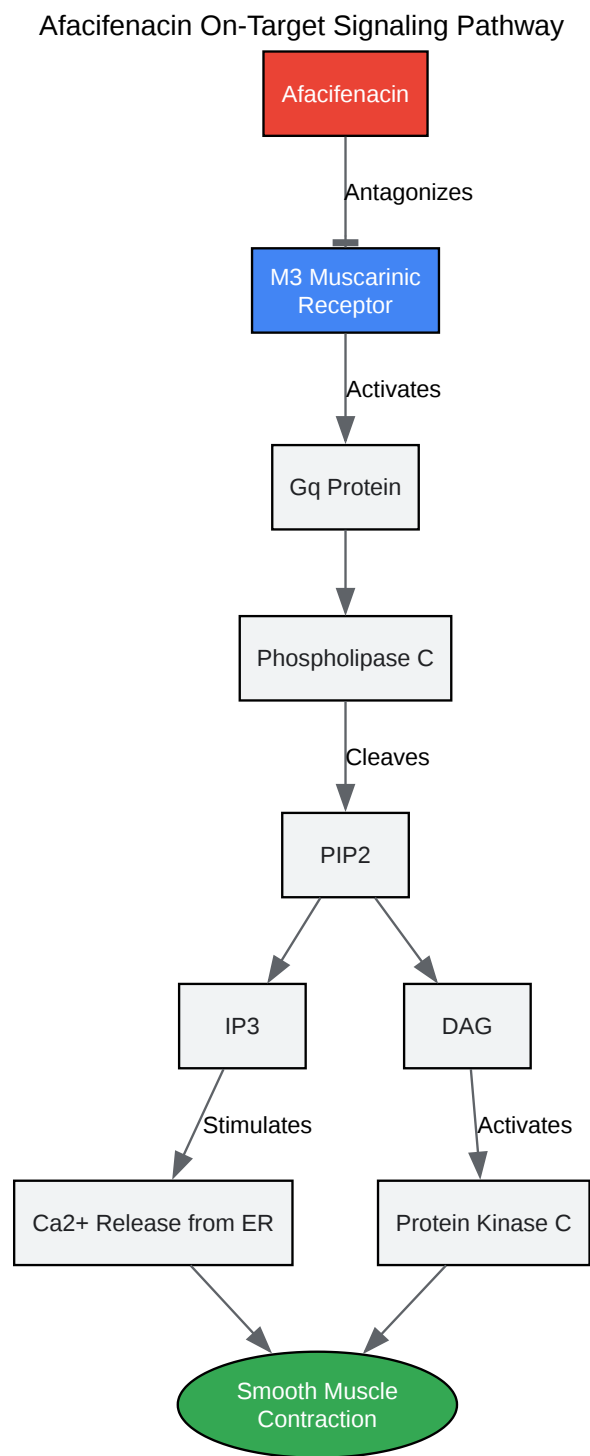 Afacifenacin On-Target Signaling Pathway
Afacifenacin
Antagonizes
M3 Muscarinic
Receptor
Activates
Gq Protein
Phospholipase C
Cleaves
PIP2
IP3
DAG
Stimulates
Activates
Ca2+ Release from ER
Protein Kinase C
Smooth Muscle
Contraction